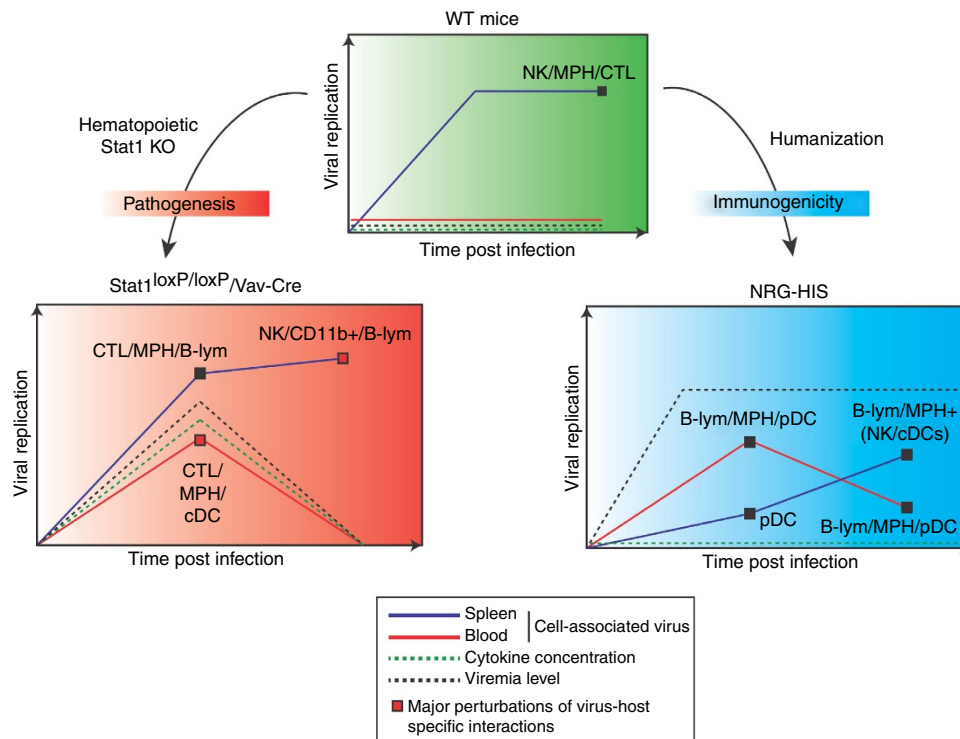 WT mice
Viral replication
NK/MPH/CTL
Time post infection
Hematopoietic
Stat1 KO
Pathogenesis
Humanization
Immunogenicity
Stat1loxP/loxP/Vav-Cre
Viral replication
CTL/MPH/B-lym
NK/CD11b+/B-lym
CTL/
MPH/
cDC
Time post infection
NRG-HIS
Viral replication
B-lym/MPH/pDC
B-lym/MPH+
(NK/cDCs)
pDC
B-lym/MPH/pDC
Time post infection
Spleen
Blood
Cell-associated virus
Cytokine concentration
Viremia level
Major perturbations of virus-host
specific interactions